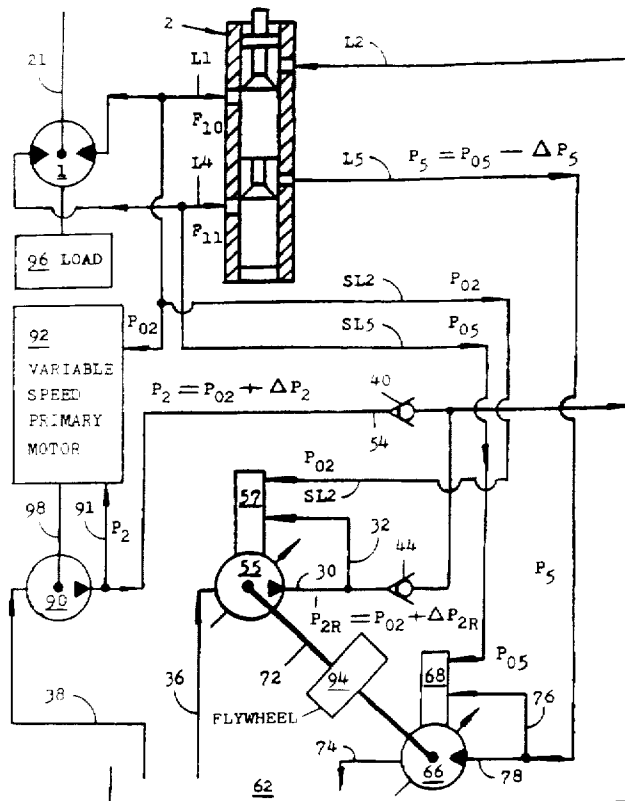 2
L2
21
L1
F10
1
L4
L5
P5 = P05 − ΔP5
F11
96 LOAD
SL2
P02
SL5
P05
P02
92
VARIABLE
SPEED
PRIMARY
MOTOR
P2 = P02 + ΔP2
40
54
P02
SL2
57
98
91
P2
32
44
55
30
P5
90
P2R = P02 + ΔP2R
72
94
P05
68
36
38
FLYWHEEL
76
74
66
78
62